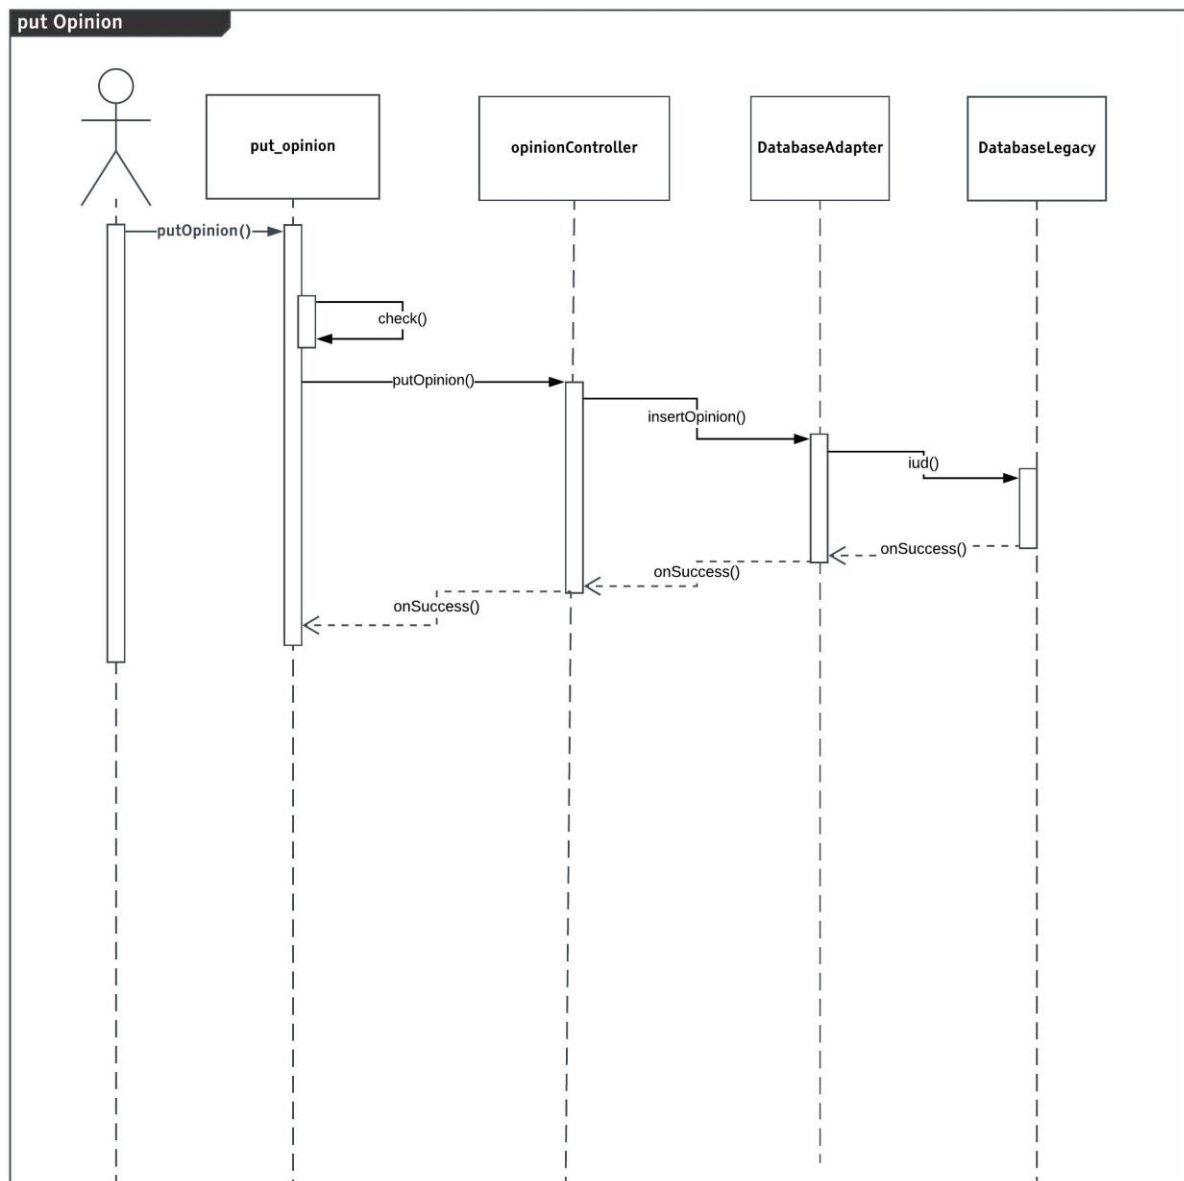 put Opinion
put_opinion
opinionController
DatabaseAdapter
DatabaseLegacy
putOpinion()
check()
putOpinion()
insertOpinion()
iud()
onSuccess()
onSuccess()
onSuccess()